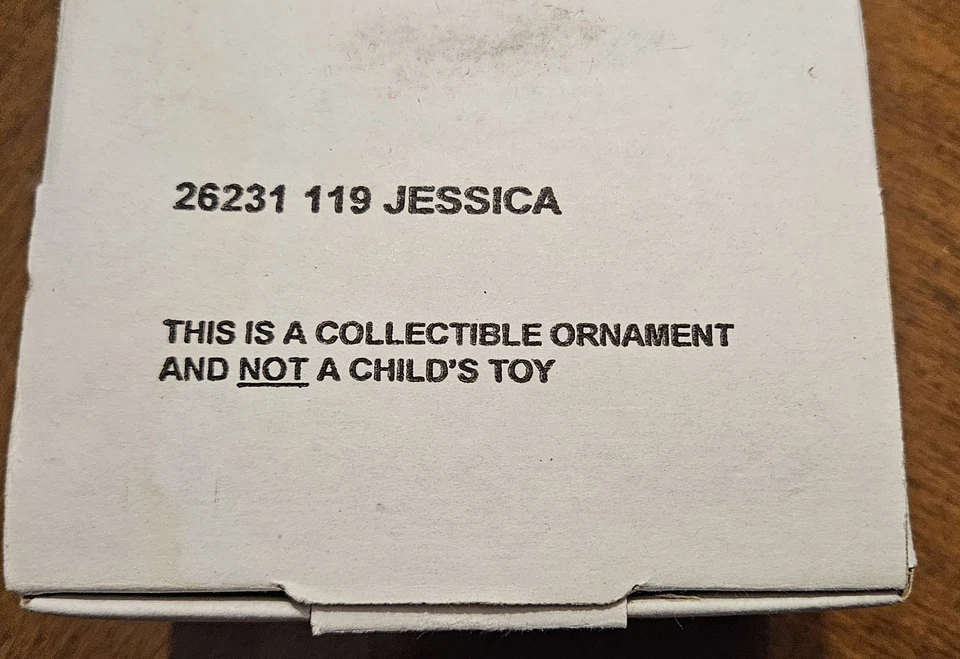 26231 119 JESSICA
THIS IS A COLLECTIBLE ORNAMENT
AND NOT A CHILD'S TOY